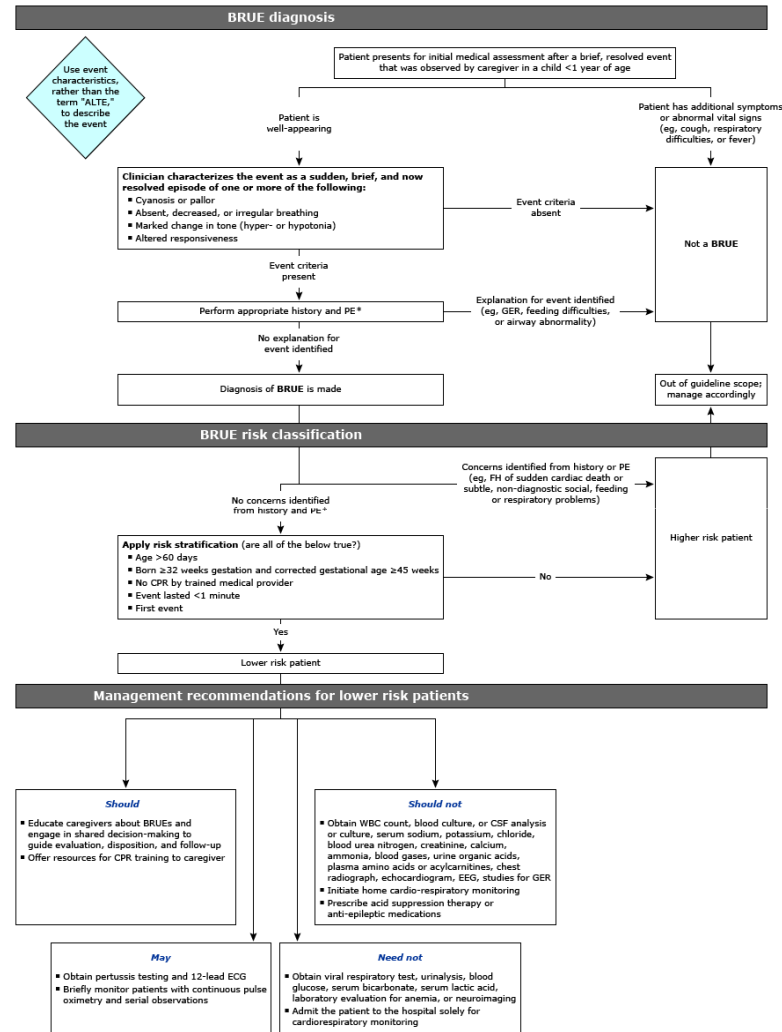 BRUE diagnosis
Use event
characteristics,
rather than the
term "ALTE,"
to describe
the event
Patient presents for initial medical assessment after a brief, resolved event
that was observed by caregiver in a child <1 year of age
Patient is
well-appearing
Patient has additional symptoms
or abnormal vital signs
(eg, cough, respiratory
difficulties, or fever)
Clinician characterizes the event as a sudden, brief, and now
resolved episode of one or more of the following:
▪ Cyanosis or pallor
▪ Absent, decreased, or irregular breathing
▪ Marked change in tone (hyper- or hypotonia)
▪ Altered responsiveness
Event criteria
absent
Not a BRUE
Event criteria
present
Perform appropriate history and PE*
Explanation for event identified
(eg, GER, feeding difficulties,
or airway abnormality)
No explanation for
event identified
Diagnosis of BRUE is made
Out of guideline scope;
manage accordingly
BRUE risk classification
Concerns identified from history or PE
(eg, FH of sudden cardiac death or
subtle, non-diagnostic social, feeding
or respiratory problems)
No concerns identified
from history and PE
Higher risk patient
Apply risk stratification (are all of the below true?)
▪ Age >60 days
▪ Born ≥32 weeks gestation and corrected gestational age ≥45 weeks
▪ No CPR by trained medical provider
▪ Event lasted <1 minute
▪ First event
No
Yes
Lower risk patient
Management recommendations for lower risk patients
Should
▪ Educate caregivers about BRUEs and
engage in shared decision-making to
guide evaluation, disposition, and follow-up
▪ Offer resources for CPR training to caregiver
Should not
▪ Obtain WBC count, blood culture, or CSF analysis
or culture, serum sodium, potassium, chloride,
blood urea nitrogen, creatinine, calcium,
ammonia, blood gases, urine organic acids,
plasma amino acids or acylcarnitines, chest
radiograph, echocardiogram, EEG, studies for GER
▪ Initiate home cardio-respiratory monitoring
▪ Prescribe acid suppression therapy or
anti-epileptic medications
May
▪ Obtain pertussis testing and 12-lead ECG
▪ Briefly monitor patients with continuous pulse
oximetry and serial observations
Need not
▪ Obtain viral respiratory test, urinalysis, blood
glucose, serum bicarbonate, serum lactic acid,
laboratory evaluation for anemia, or neuroimaging
▪ Admit the patient to the hospital solely for
cardiorespiratory monitoring